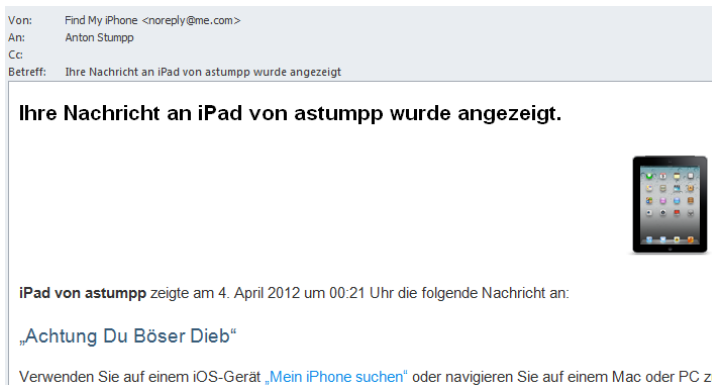 Von: Find My iPhone <noreply@me.com>
An: Anton Stumpp
Cc:
Betreff: Ihre Nachricht an iPad von astumpp wurde angezeigt
Ihre Nachricht an iPad von astumpp wurde angezeigt.
iPad von astumpp zeigte am 4. April 2012 um 00:21 Uhr die folgende Nachricht an:
„Achtung Du Böser Dieb“
Verwenden Sie auf einem iOS-Gerät „Mein iPhone suchen“ oder navigieren Sie auf einem Mac oder PC z